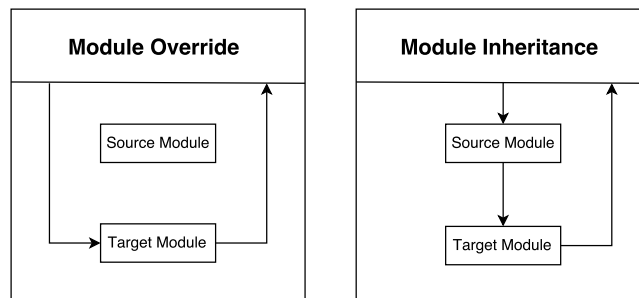 Module Override
Source Module
Target Module
Module Inheritance
Source Module
Target Module